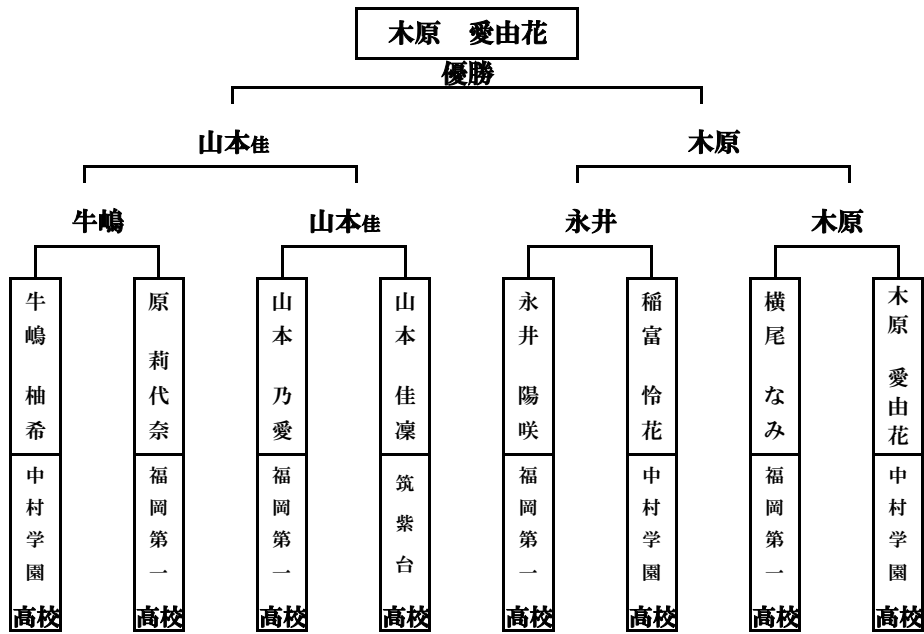 木原　愛由花
優勝
山本佳
木原
牛嶋
山本佳
永井
木原
牛嶋　柚希
中村学園
高校
原　莉代奈
福岡第一
高校
山本　乃愛
福岡第一
高校
山本　佳凜
筑紫台
高校
永井　陽咲
福岡第一
高校
稲富　怜花
中村学園
高校
横尾　なみ
福岡第一
高校
木原　愛由花
中村学園
高校